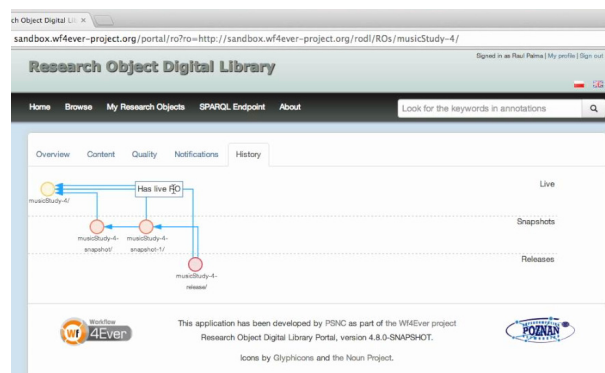 ch Object Digital Lib
sandbox.wf4ever-project.org/portal/ro?ro=http://sandbox.wf4ever-project.org/rodl/ROs/musicStudy-4/
Signed in as Raul Palma | My profile | Sign out
Research Object Digital Library
Home Browse My Research Objects SPARQL Endpoint About
Look for the keywords in annotations
Overview Content Quality Notifications History
Live
Has live RO
musicStudy-4/
Snapshots
musicStudy-4-snapshot/
musicStudy-4-snapshot-1/
Releases
musicStudy-4-release/
Workflow
Wf 4Ever
This application has been developed by PSNC as part of the Wf4Ever project
Research Object Digital Library Portal, version 4.8.0-SNAPSHOT.
Icons by Glyphicons and the Noun Project.
POZNAŃ